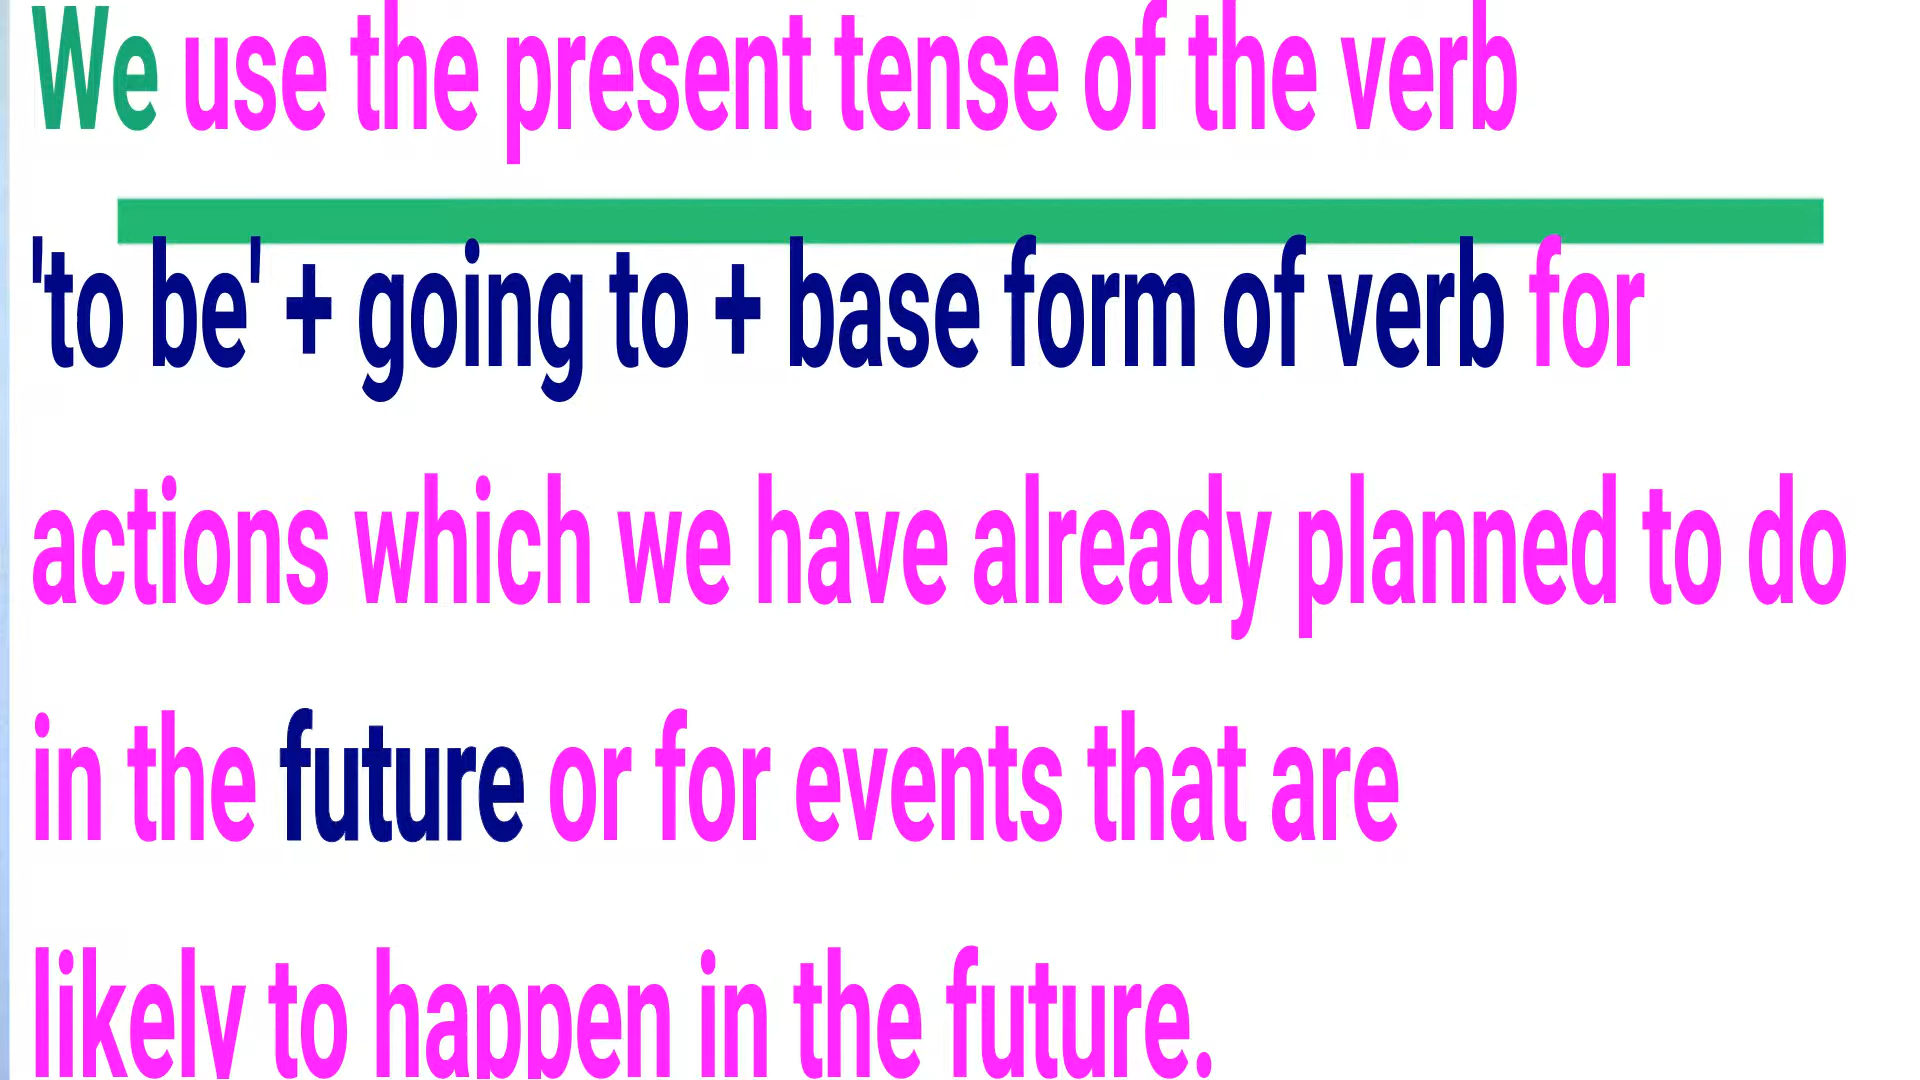 We use the present tense of the verb
'to be' + going to + base form of verb for
actions which we have already planned to do
in the future or for events that are
likely to happen in the future.